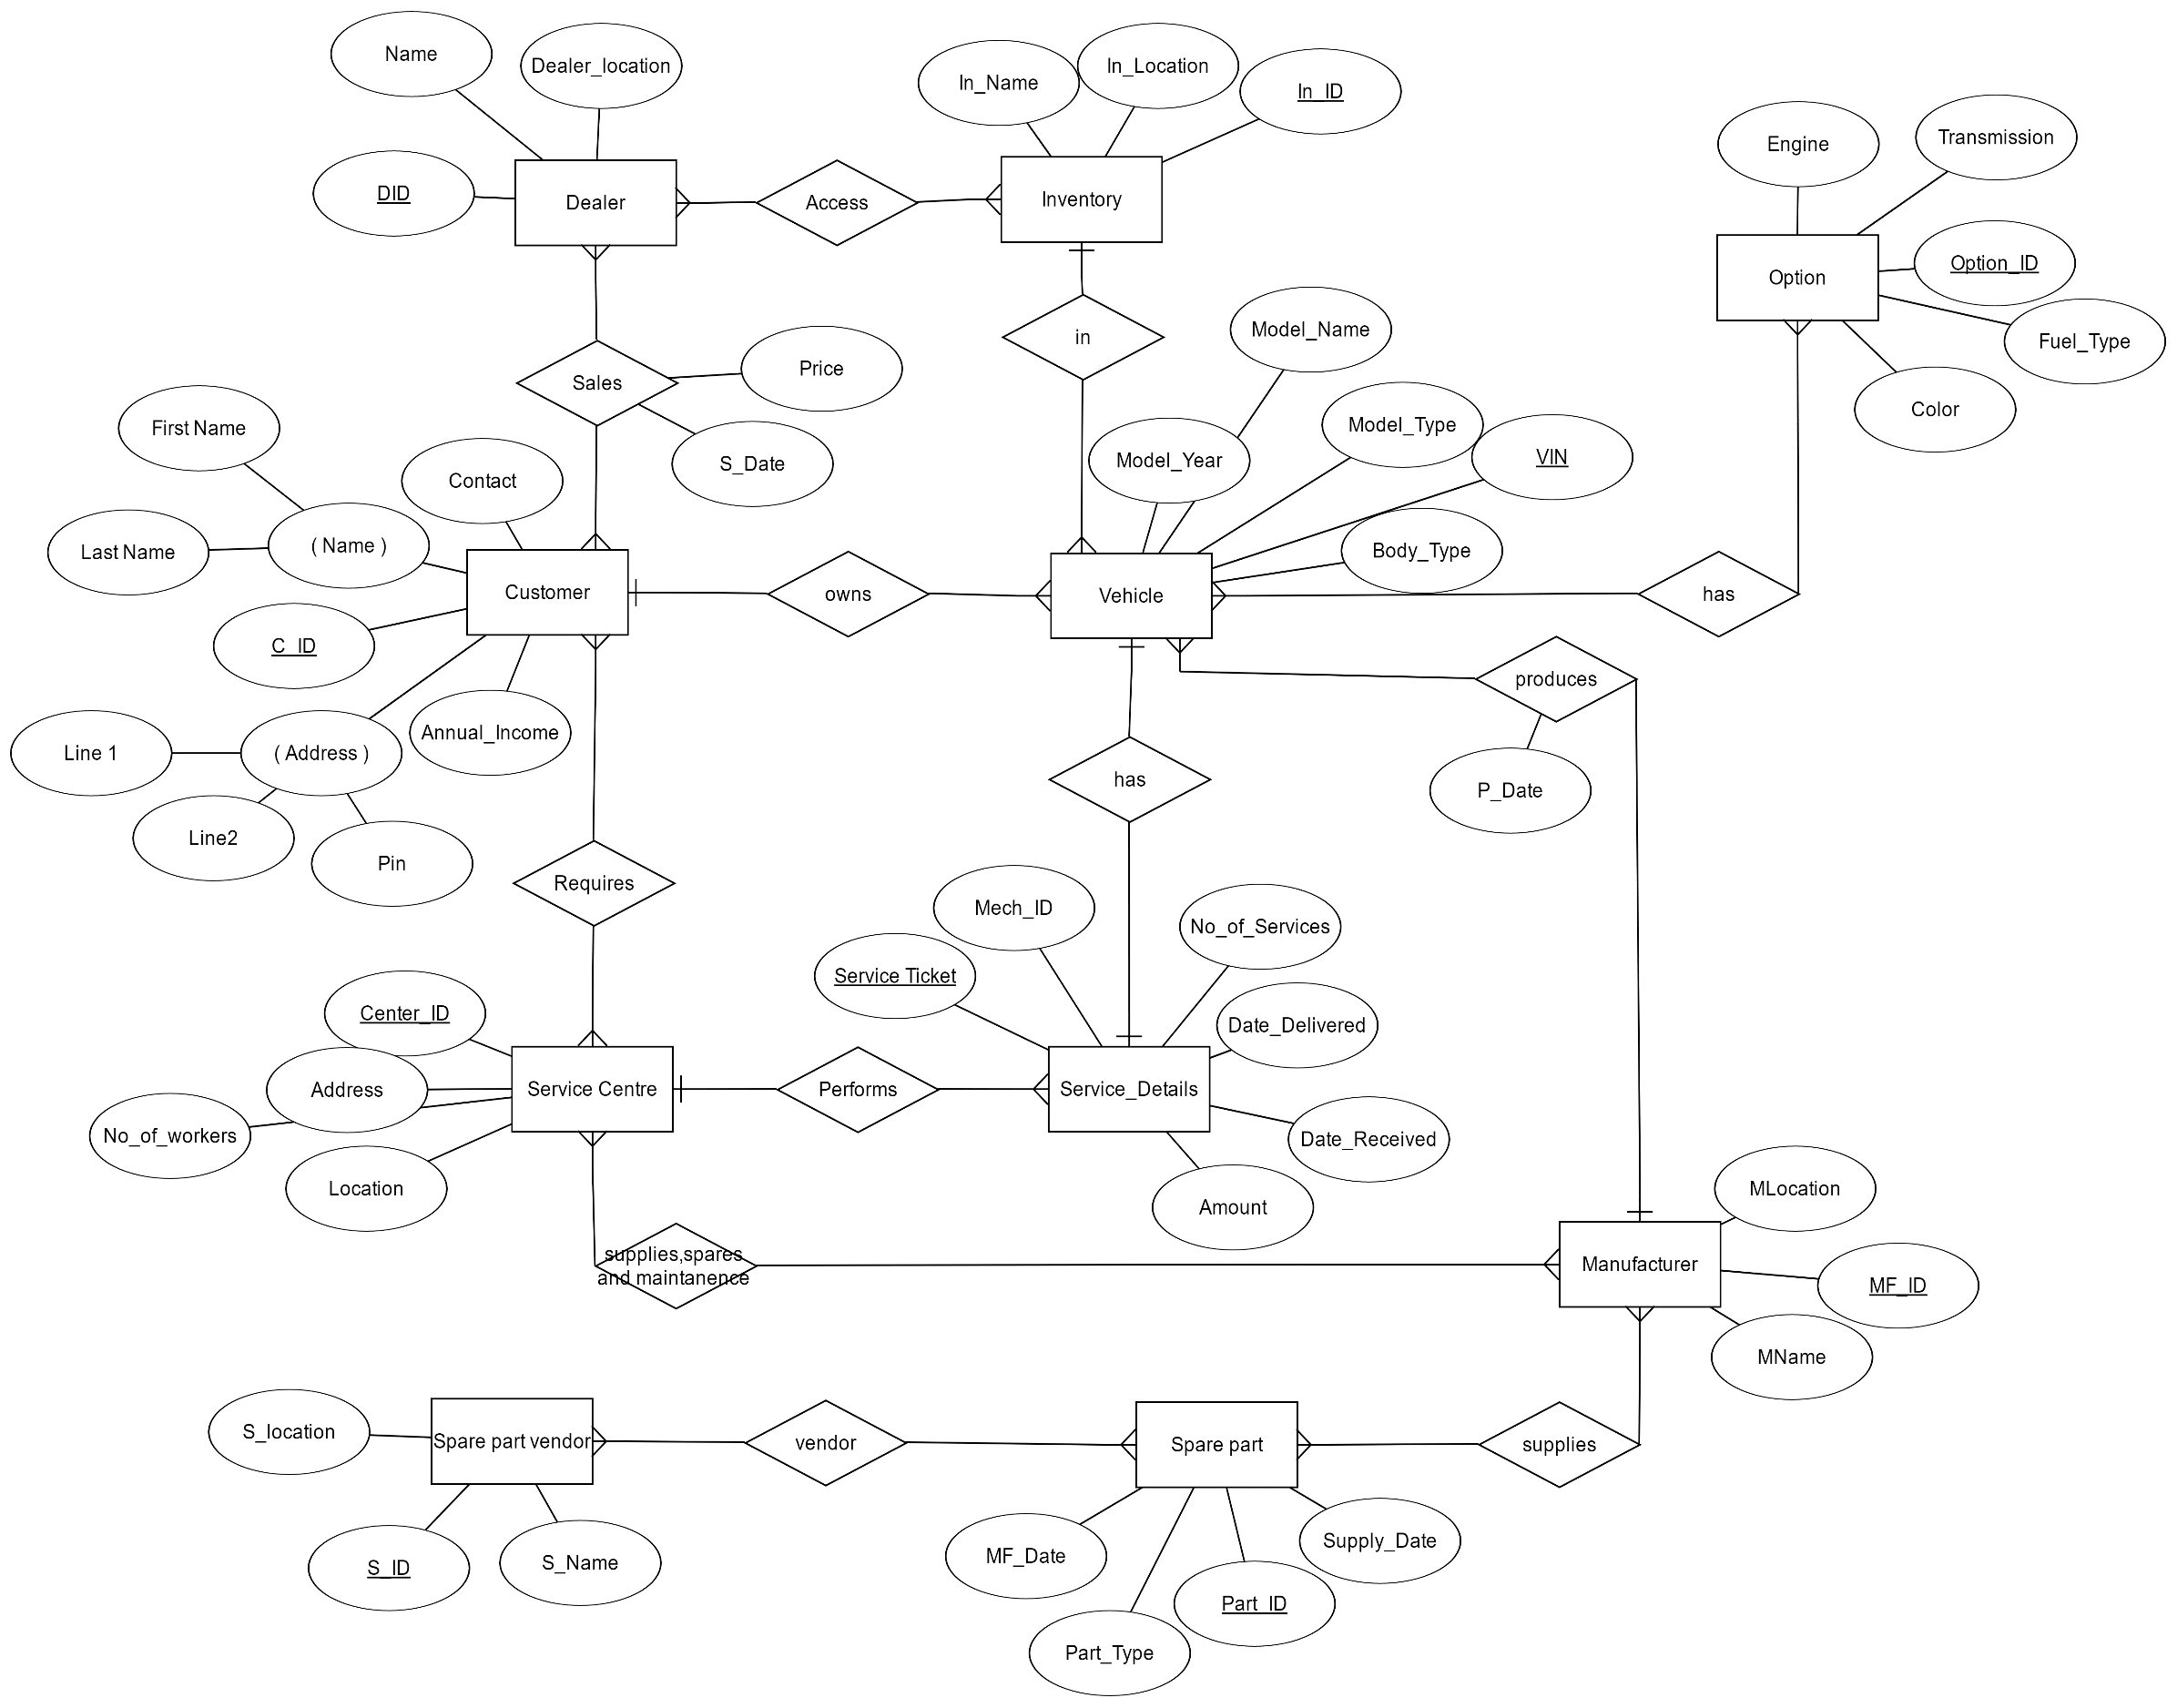 Name
Dealer_location
In_Name
In_Location
In_ID
Engine
Transmission
DID
Dealer
Access
Inventory
Option
Option_ID
Fuel_Type
Color
in
Model_Name
Sales
Price
S_Date
Model_Year
Model_Type
VIN
Body_Type
First Name
Contact
Last Name
( Name )
Customer
owns
Vehicle
has
C_ID
produces
Line 1
( Address )
Annual_Income
has
P_Date
Line2
Pin
Requires
Mech_ID
No_of_Services
Service Ticket
Center_ID
Date_Delivered
Address
Service Centre
Performs
Service_Details
No_of_workers
Date_Received
Location
Amount
MLocation
supplies,spares
and maintanence
Manufacturer
MF_ID
MName
S_location
Spare part vendor
vendor
Spare part
supplies
S_ID
S_Name
MF_Date
Supply_Date
Part_ID
Part_Type